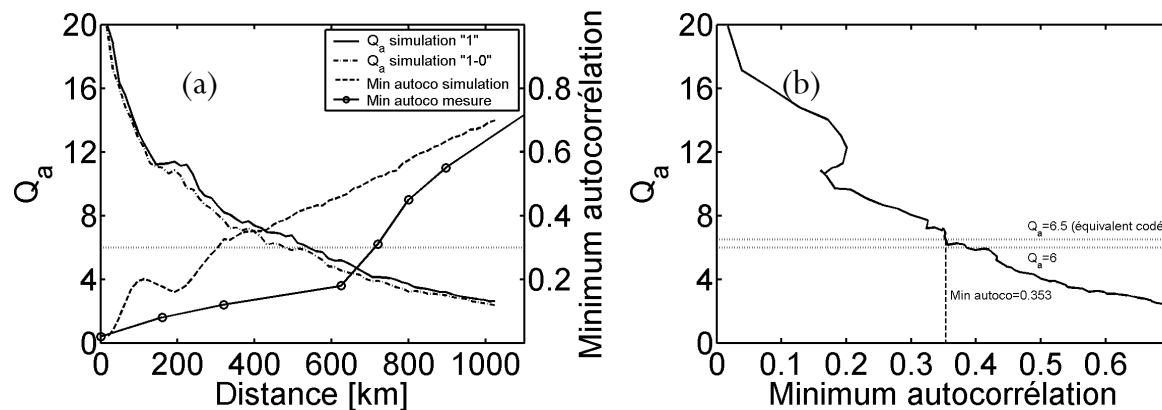 (a)
Q_a simulation "1"
Q_a simulation "1-0"
Min autoco simulation
Min autoco mesure
Q_a
20
16
12
8
4
0
0 200 400 600 800 1000
Distance [km]
0.8
0.6
0.4
0.2
Minimum autocorrélation
(b)
Q_a
20
16
12
8
4
0
Q_a=6.5 (équivalent codé
Q_a=6
Min autoco=0.353
0 0.1 0.2 0.3 0.4 0.5 0.6
Minimum autocorrélation